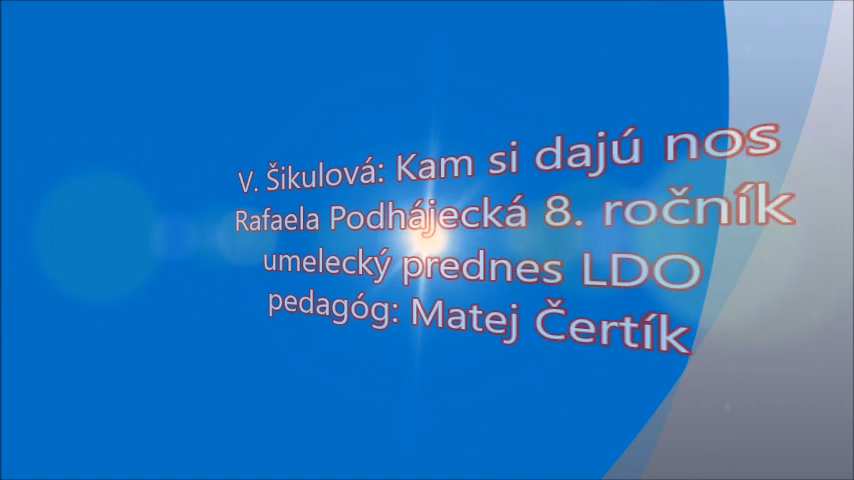 V. Šikulová: Kam si dajú nos
Rafaela Podhájecká 8. ročník
umelecký prednes LDO
pedagóg: Matej Čertík